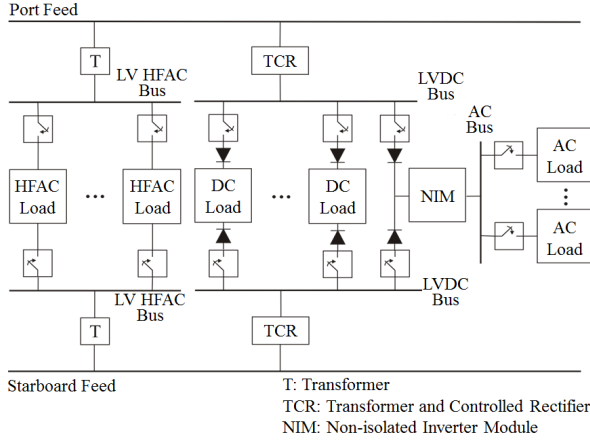 Port Feed
T
TCR
LV HFAC
Bus
LVDC
Bus
AC
Bus
HFAC
Load
...
HFAC
Load
DC
Load
...
DC
Load
NIM
AC
Load
...
AC
Load
LV HFAC
Bus
LVDC
Bus
T
TCR
Starboard Feed
T: Transformer
TCR: Transformer and Controlled Rectifier
NIM: Non-isolated Inverter Module